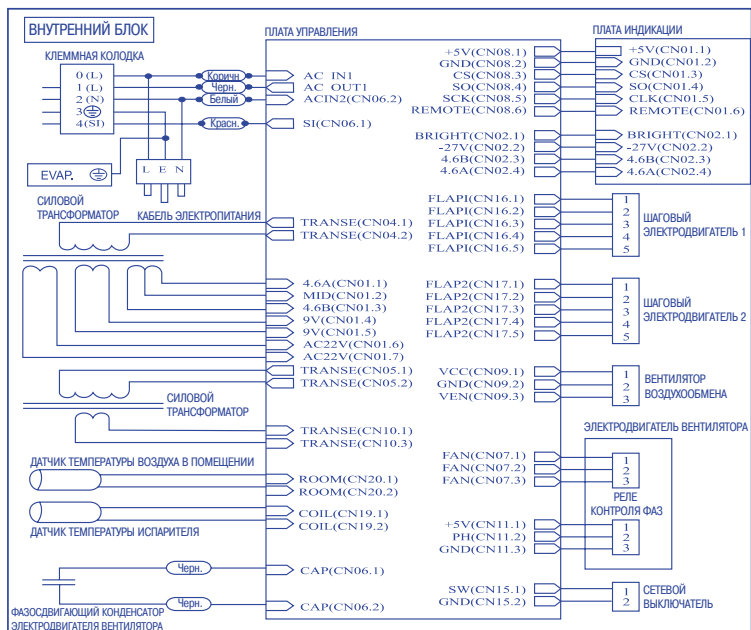 ВНУТРЕННИЙ БЛОК
КЛЕММНАЯ КОЛОДКА
0 (L)
1 (L)
2 (N)
3
4(SI)
Коричн
Черн.
Белый
Красн.
EVAP.
L E N
КАБЕЛЬ ЭЛЕКТРОПИТАНИЯ
СИЛОВОЙ
ТРАНСФОРМАТОР
СИЛОВОЙ
ТРАНСФОРМАТОР
ДАТЧИК ТЕМПЕРАТУРЫ ВОЗДУХА В ПОМЕЩЕНИИ
ДАТЧИК ТЕМПЕРАТУРЫ ИСПАРИТЕЛЯ
Черн.
Черн.
ФАЗОСДВИГАЮЩИЙ КОНДЕНСАТОР
ЭЛЕКТРОДВИГАТЕЛЯ ВЕНТИЛЯТОРА
ПЛАТА УПРАВЛЕНИЯ
AC IN1
AC OUT1
ACIN2(CN06.2)
SI(CN06.1)
TRANSE(CN04.1)
TRANSE(CN04.2)
4.6A(CN01.1)
MID(CN01.2)
4.6B(CN01.3)
9V(CN01.4)
9V(CN01.5)
AC22V(CN01.6)
AC22V(CN01.7)
TRANSE(CN05.1)
TRANSE(CN05.2)
TRANSE(CN10.1)
TRANSE(CN10.3)
ROOM(CN20.1)
ROOM(CN20.2)
COIL(CN19.1)
COIL(CN19.2)
CAP(CN06.1)
CAP(CN06.2)
+5V(CN08.1)
GND(CN08.2)
CS(CN08.3)
SO(CN08.4)
SCK(CN08.5)
REMOTE(CN08.6)
BRIGHT(CN02.1)
-27V(CN02.2)
4.6B(CN02.3)
4.6A(CN02.4)
FLAPI(CN16.1)
FLAPI(CN16.2)
FLAPI(CN16.3)
FLAPI(CN16.4)
FLAPI(CN16.5)
FLAP2(CN17.1)
FLAP2(CN17.2)
FLAP2(CN17.3)
FLAP2(CN17.4)
FLAP2(CN17.5)
VCC(CN09.1)
GND(CN09.2)
VEN(CN09.3)
FAN(CN07.1)
FAN(CN07.2)
FAN(CN07.3)
+5V(CN11.1)
PH(CN11.2)
GND(CN11.3)
SW(CN15.1)
GND(CN15.2)
ПЛАТА ИНДИКАЦИИ
+5V(CN01.1)
GND(CN01.2)
CS(CN01.3)
SO(CN01.4)
CLK(CN01.5)
REMOTE(CN01.6)
BRIGHT(CN02.1)
-27V(CN02.2)
4.6B(CN02.3)
4.6A(CN02.4)
1
2
3
4
5
ШАГОВЫЙ
ЭЛЕКТРОДВИГАТЕЛЬ 1
1
2
3
4
5
ШАГОВЫЙ
ЭЛЕКТРОДВИГАТЕЛЬ 2
1
2
3
ВЕНТИЛЯТОР
ВОЗДУХООБМЕНА
ЭЛЕКТРОДВИГАТЕЛЬ ВЕНТИЛЯТОРА
1
2
3
РЕЛЕ
КОНТРОЛЯ ФАЗ
1
2
3
1
2
СЕТЕВОЙ
ВЫКЛЮЧАТЕЛЬ